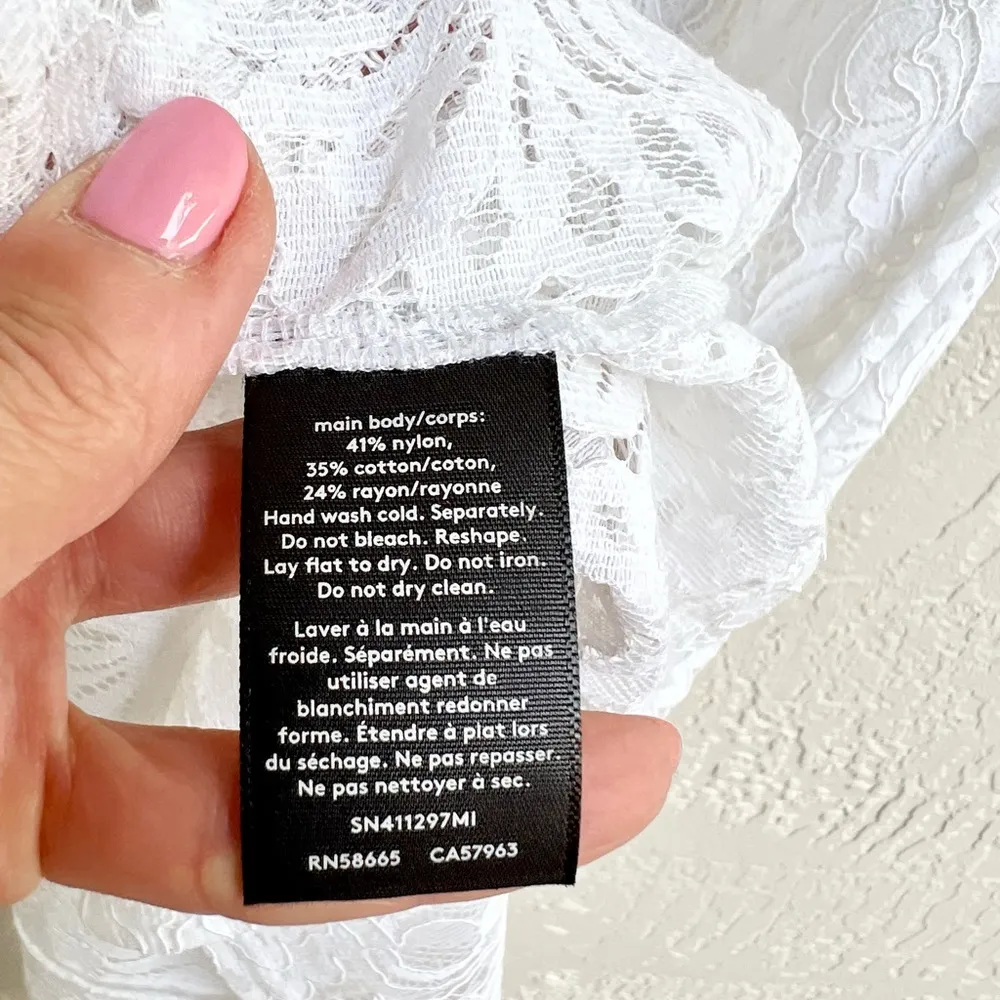 main body/corps:
41% nylon,
35% cotton/coton,
24% rayon/rayonne
Hand wash cold. Separately.
Do not bleach. Reshape.
Lay flat to dry. Do not iron.
Do not dry clean.
Laver à la main à l'eau
froide. Séparément. Ne pas
utiliser agent de
blanchiment redonner
forme. Étendre à plat lors
du séchage. Ne pas repasser.
Ne pas nettoyer à sec.
SN411297MI
RN58665 CA57963